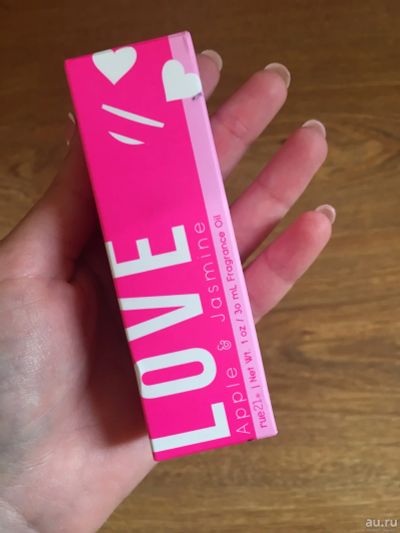 LOVE
Apple & Jasmine
rue21® | Net Wt. 1 oz / 30 mL Fragrance Oil
au.ru